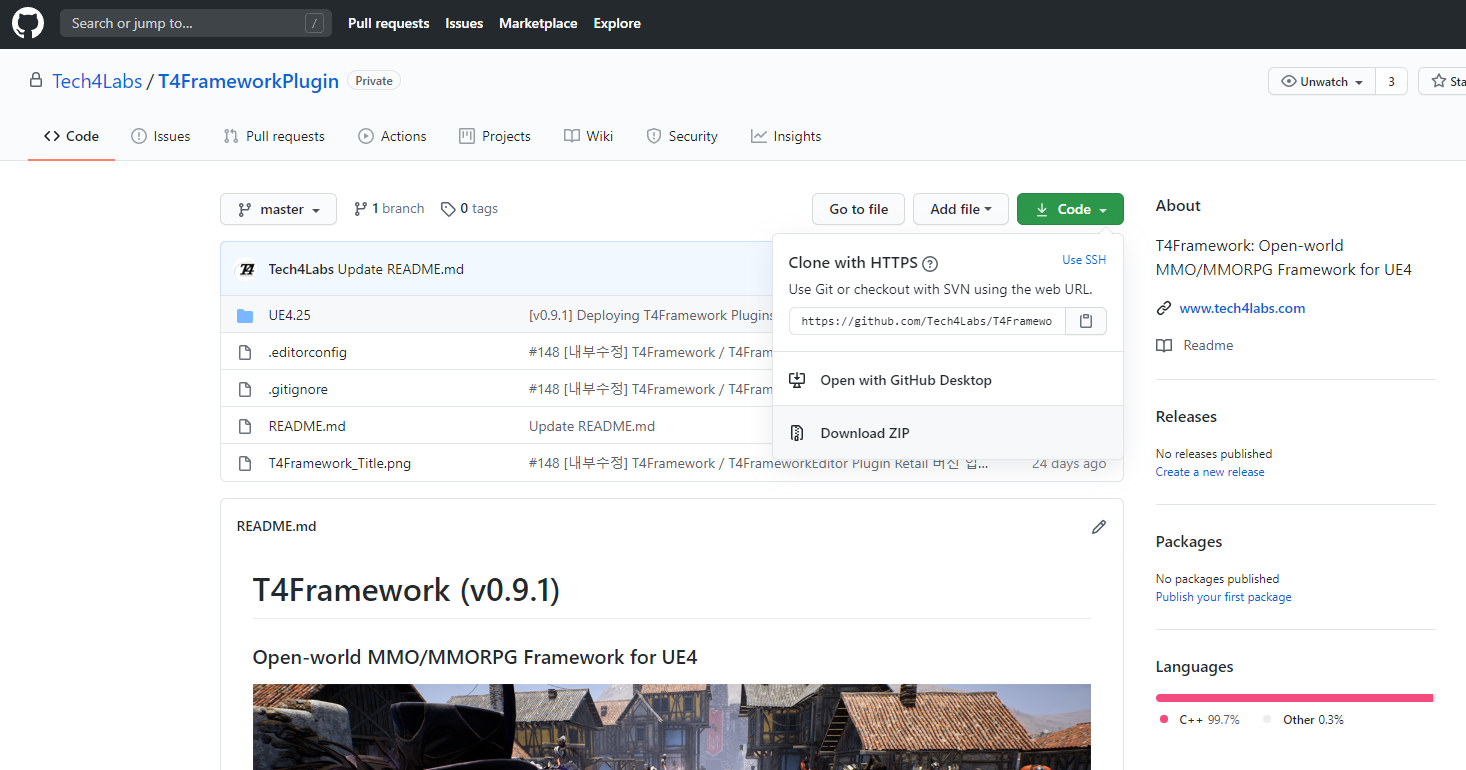 Search or jump to... /
Pull requests Issues Marketplace Explore
Tech4Labs / T4FrameworkPlugin Private
Unwatch 3 Sta
Code Issues Pull requests Actions Projects Wiki Security Insights
master 1 branch 0 tags Go to file Add file Code
T4 Tech4Labs Update README.md
UE4.25 [v0.9.1] Deploying T4Framework Plugins
.editorconfig #148 [내부수정] T4Framework / T4Fram
.gitignore #148 [내부수정] T4Framework / T4Fram
README.md Update README.md
T4Framework_Title.png #148 [내부수정] T4Framework / T4FrameworkEditor Plugin Retail 버전 업... 24 days ago
Clone with HTTPS ? Use SSH
Use Git or checkout with SVN using the web URL.
https://github.com/Tech4Labs/T4Framewo
Open with GitHub Desktop
Download ZIP
README.md
T4Framework (v0.9.1)
Open-world MMO/MMORPG Framework for UE4
About
T4Framework: Open-world
MMO/MMORPG Framework for UE4
www.tech4labs.com
Readme
Releases
No releases published
Create a new release
Packages
No packages published
Publish your first package
Languages
C++ 99.7% Other 0.3%